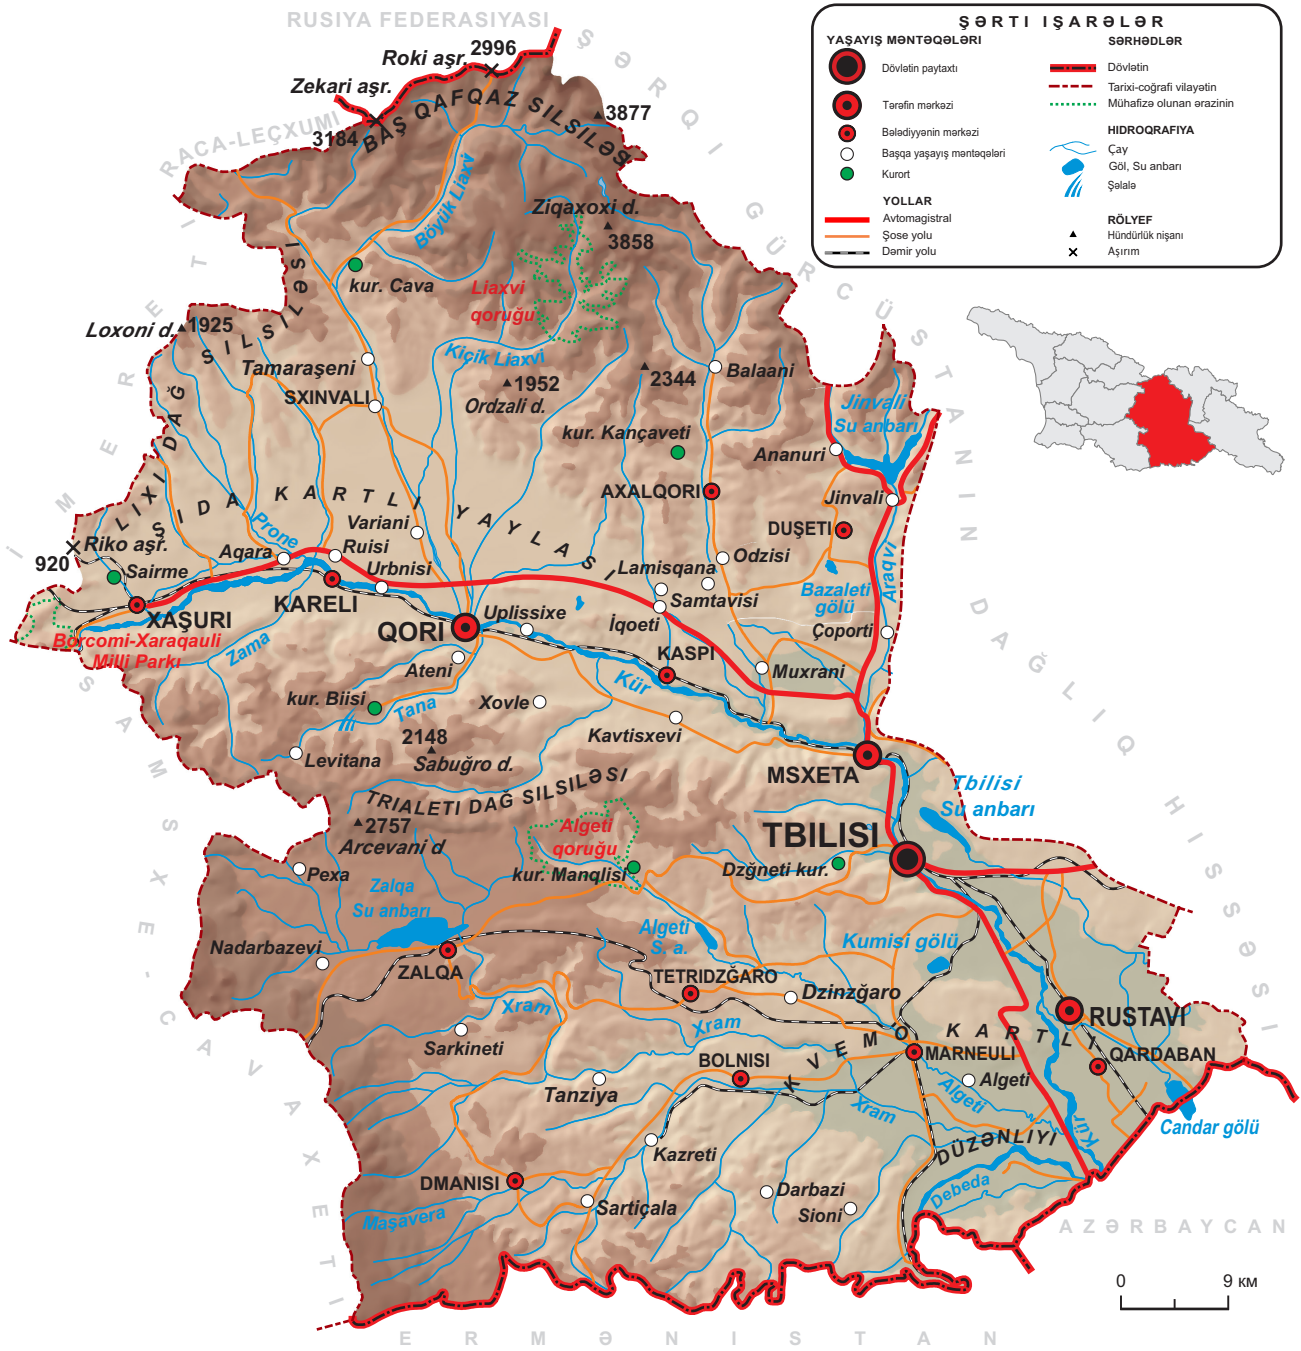 RUSIYA FEDERASIYASI
ŞƏRQI GÜRCÜSTANIN DAĞLIQ HISSƏSI
RACA-LEÇXUMI
IMERETI
SAMSXE-CAVAXETI
ERMƏNISTAN
AZƏRBAYCAN
ŞƏRTI IŞARƏLƏR
YAŞAYIŞ MƏNTƏQƏLƏRI
Dövlətin paytaxtı
Tərəfin mərkəzi
Bələdiyyənin mərkəzi
Başqa yaşayış məntəqələri
Kurort
YOLLAR
Avtomagistral
Şose yolu
Dəmir yolu
SƏRHƏDLƏR
Dövlətin
Tarixi-coğrafi vilayətin
Mühafizə olunan ərazinin
HIDROQRAFIYA
Çay
Göl, Su anbarı
Şəlalə
RÖLYEF
Hündürlük nişanı
Aşırım
Roki aşr.
2996
Zekari aşr.
3184
3877
BAŞ QAFQAZ SILSILƏSI
Böyük Liaxvi
Ziqaxoxi d.
3858
kur. Cava
Liaxvi
qoruğu
Loxoni d.
1925
LIXI DAĞ SILSILƏSI
Kiçik Liaxvi
Tamaraşeni
1952
Ordzali d.
2344
Balaani
SXINVALI
Jinvali
Su anbarı
kur. Kançaveti
Ananuri
AXALQORI
Jinvali
ŞIDA KARTLI YAYLASI
DUŞETI
Prone
Variani
Riko aşr.
920
Aqara
Ruisi
Urbnisi
Odzisi
Lamisqana
Samtavisi
Bazaleti
gölü
Araqvi
Sairme
XAŞURI
KARELI
QORI
Uplissixe
İqoeti
Çoporti
Borcomi-Xaraqauli
Milli Parkı
Zama
Ateni
KASPI
Muxrani
Kür
kur. Biisi
Tana
Xovle
Kavtisxevi
Levitana
2148
Sabuğro d.
MSXETA
TRIALETI DAĞ SILSILƏSI
Tbilisi
Su anbarı
2757
Arcevani d
Algeti
qoruğu
TBILISI
Pexa
kur. Manqlisi
Dzğneti kur.
Zalqa
Su anbarı
Algeti
S. a.
Kumisi gölü
Nadarbazevi
ZALQA
TETRIDZĞARO
Dzinzğaro
Xram
Xram
RUSTAVI
Sarkineti
KVEMO KARTLI
BOLNISI
MARNEULI
QARDABAN
Tanziya
Algeti
Algeti
Xram
Kür
Candar gölü
DÜZƏNLIYI
Kazreti
DMANISI
Debeda
Darbazi
Sartiçala
Sioni
Maşavera
0
9 км